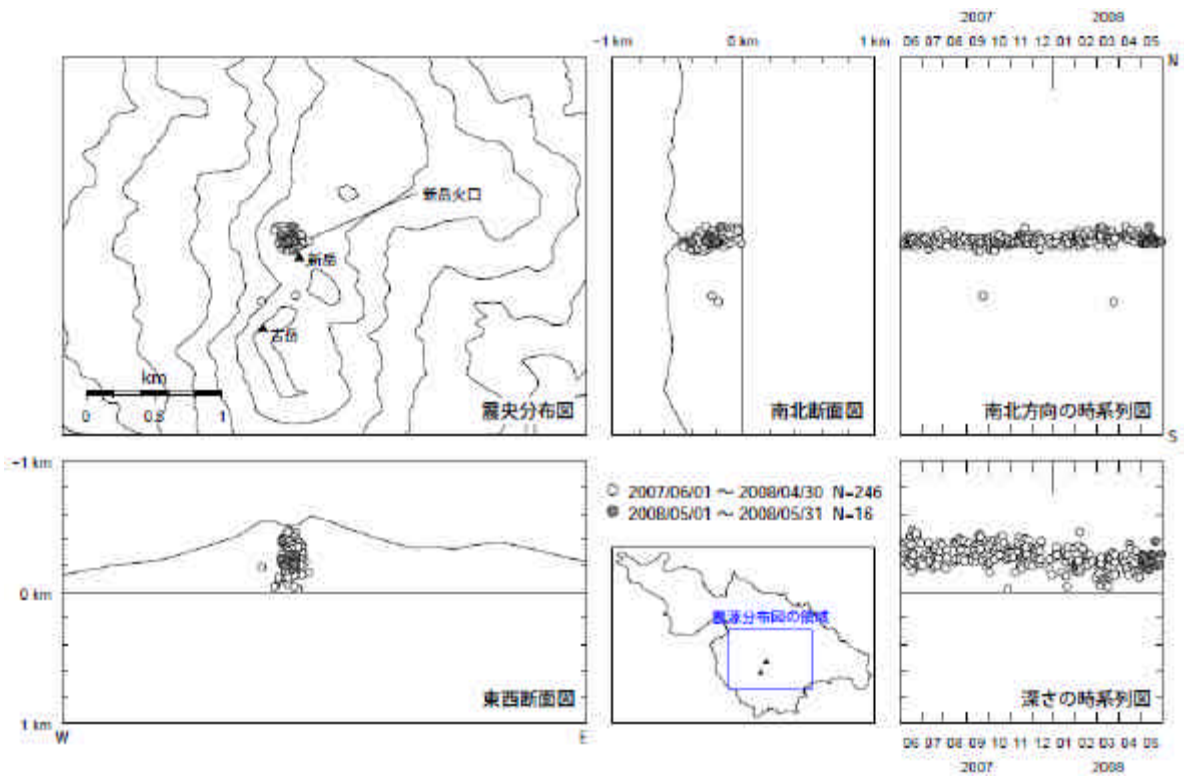 2007 2008
-1 km 0 km 1 km
06 07 08 09 10 11 12 01 02 03 04 05
N
新岳火口
新岳
古岳
km
0 0.5 1
震央分布図
南北断面図
南北方向の時系列図
S
-1 km
○ 2007/06/01 ～ 2008/04/30 N=246
● 2008/05/01 ～ 2008/05/31 N=16
0 km
震源分布図の領域
東西断面図
深さの時系列図
1 km
W E
06 07 08 09 10 11 12 01 02 03 04 05
2007 2008